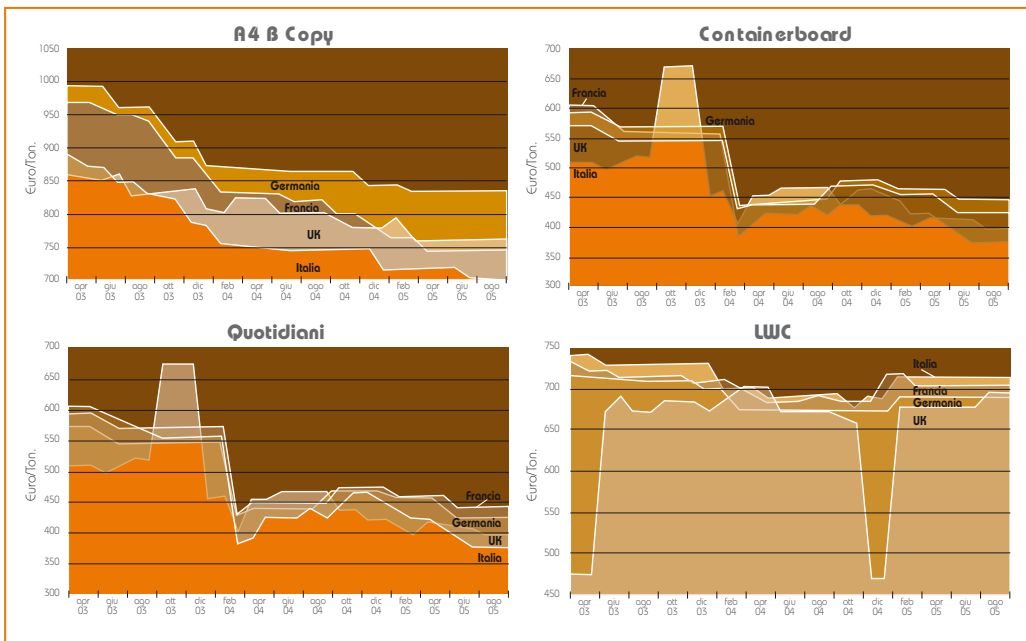 A4 B Copy
Euro/Ton.
1050
1000
950
900
850
800
750
700
Germania
Francia
UK
Italia
apr 03
giu 03
ago 03
ott 03
dic 03
feb 04
apr 04
giu 04
ago 04
ott 04
dic 04
feb 05
apr 05
giu 05
ago 05
Containerboard
Euro/Ton.
700
650
600
550
500
450
400
350
300
Francia
Germania
UK
Italia
apr 03
giu 03
ago 03
ott 03
dic 03
feb 04
apr 04
giu 04
ago 04
ott 04
dic 04
feb 05
apr 05
giu 05
ago 05
Quotidiani
Euro/Ton.
700
650
600
550
500
450
400
350
300
Francia
Germania
UK
Italia
apr 03
giu 03
ago 03
ott 03
dic 03
feb 04
apr 04
giu 04
ago 04
ott 04
dic 04
feb 05
apr 05
giu 05
ago 05
LWC
Euro/Ton.
750
700
650
600
550
500
450
Italia
Francia
Germania
UK
apr 03
giu 03
ago 03
ott 03
dic 03
feb 04
apr 04
giu 04
ago 04
ott 04
dic 04
feb 05
apr 05
giu 05
ago 05